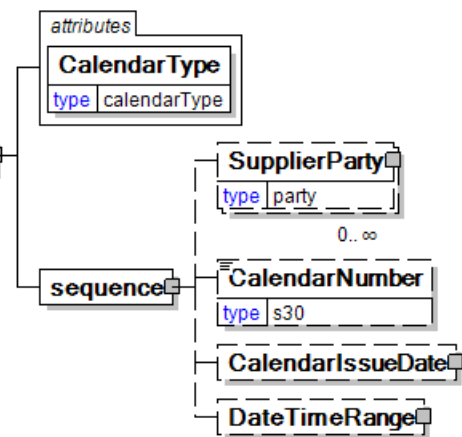 attributes
CalendarType
type calendarType
SupplierParty
type party
0.. ∞
sequence
CalendarNumber
type s30
CalendarIssueDate
DateTimeRange